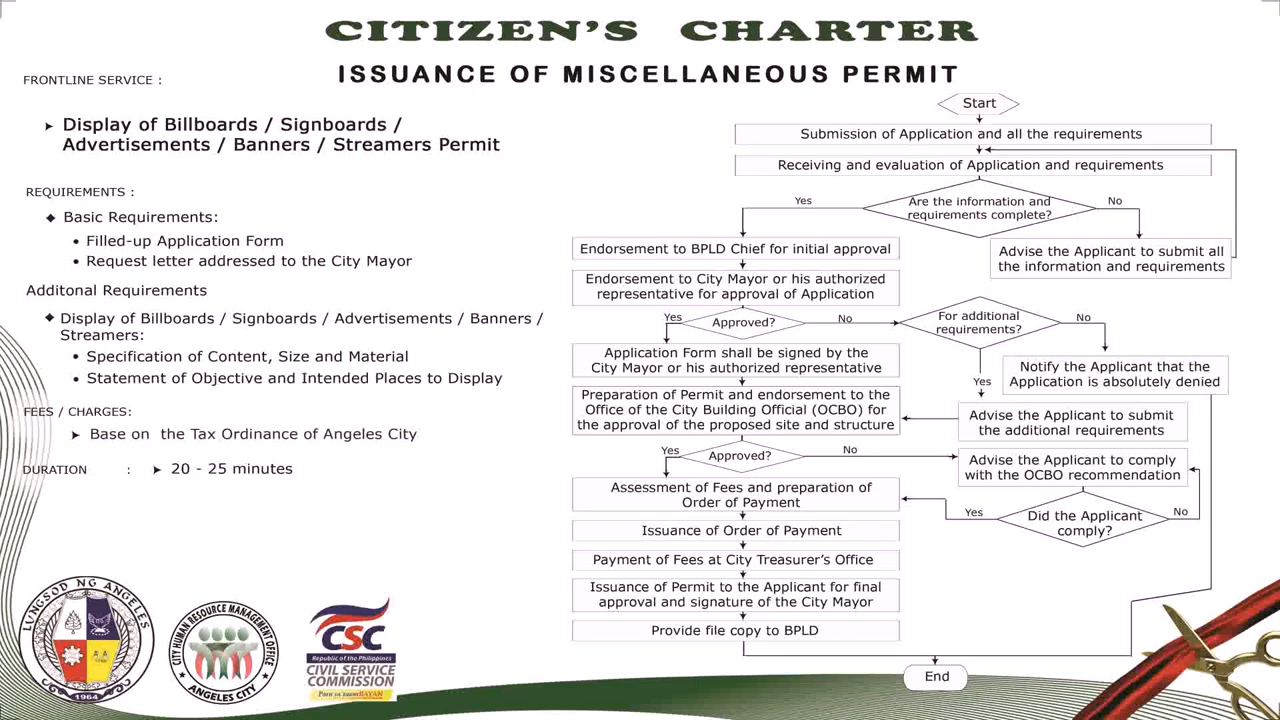 CITIZEN'S CHARTER
ISSUANCE OF MISCELLANEOUS PERMIT
FRONTLINE SERVICE :
Display of Billboards / Signboards /
Advertisements / Banners / Streamers Permit
REQUIREMENTS :
Basic Requirements:
Filled-up Application Form
Request letter addressed to the City Mayor
Additonal Requirements
Display of Billboards / Signboards / Advertisements / Banners /
Streamers:
Specification of Content, Size and Material
Statement of Objective and Intended Places to Display
FEES / CHARGES:
Base on the Tax Ordinance of Angeles City
DURATION : 20 - 25 minutes
Start
Submission of Application and all the requirements
Receiving and evaluation of Application and requirements
Are the information and
requirements complete?
Yes
No
Endorsement to BPLD Chief for initial approval
Advise the Applicant to submit all
the information and requirements
Endorsement to City Mayor or his authorized
representative for approval of Application
Approved?
Yes
No
For additional
requirements?
No
Yes
Application Form shall be signed by the
City Mayor or his authorized representative
Notify the Applicant that the
Application is absolutely denied
Preparation of Permit and endorsement to the
Office of the City Building Official (OCBO) for
the approval of the proposed site and structure
Advise the Applicant to submit
the additional requirements
Approved?
Yes
No
Advise the Applicant to comply
with the OCBO recommendation
Assessment of Fees and preparation of
Order of Payment
Did the Applicant
comply?
Yes
No
Issuance of Order of Payment
Payment of Fees at City Treasurer's Office
Issuance of Permit to the Applicant for final
approval and signature of the City Mayor
Provide file copy to BPLD
End
LUNGSOD NG ANGELES
1964
CITY HUMAN RESOURCE MANAGEMENT OFFICE
ANGELES CITY
CSC
Republic of the Philippines
CIVIL SERVICE
COMMISSION
Para sa taumBAYAN